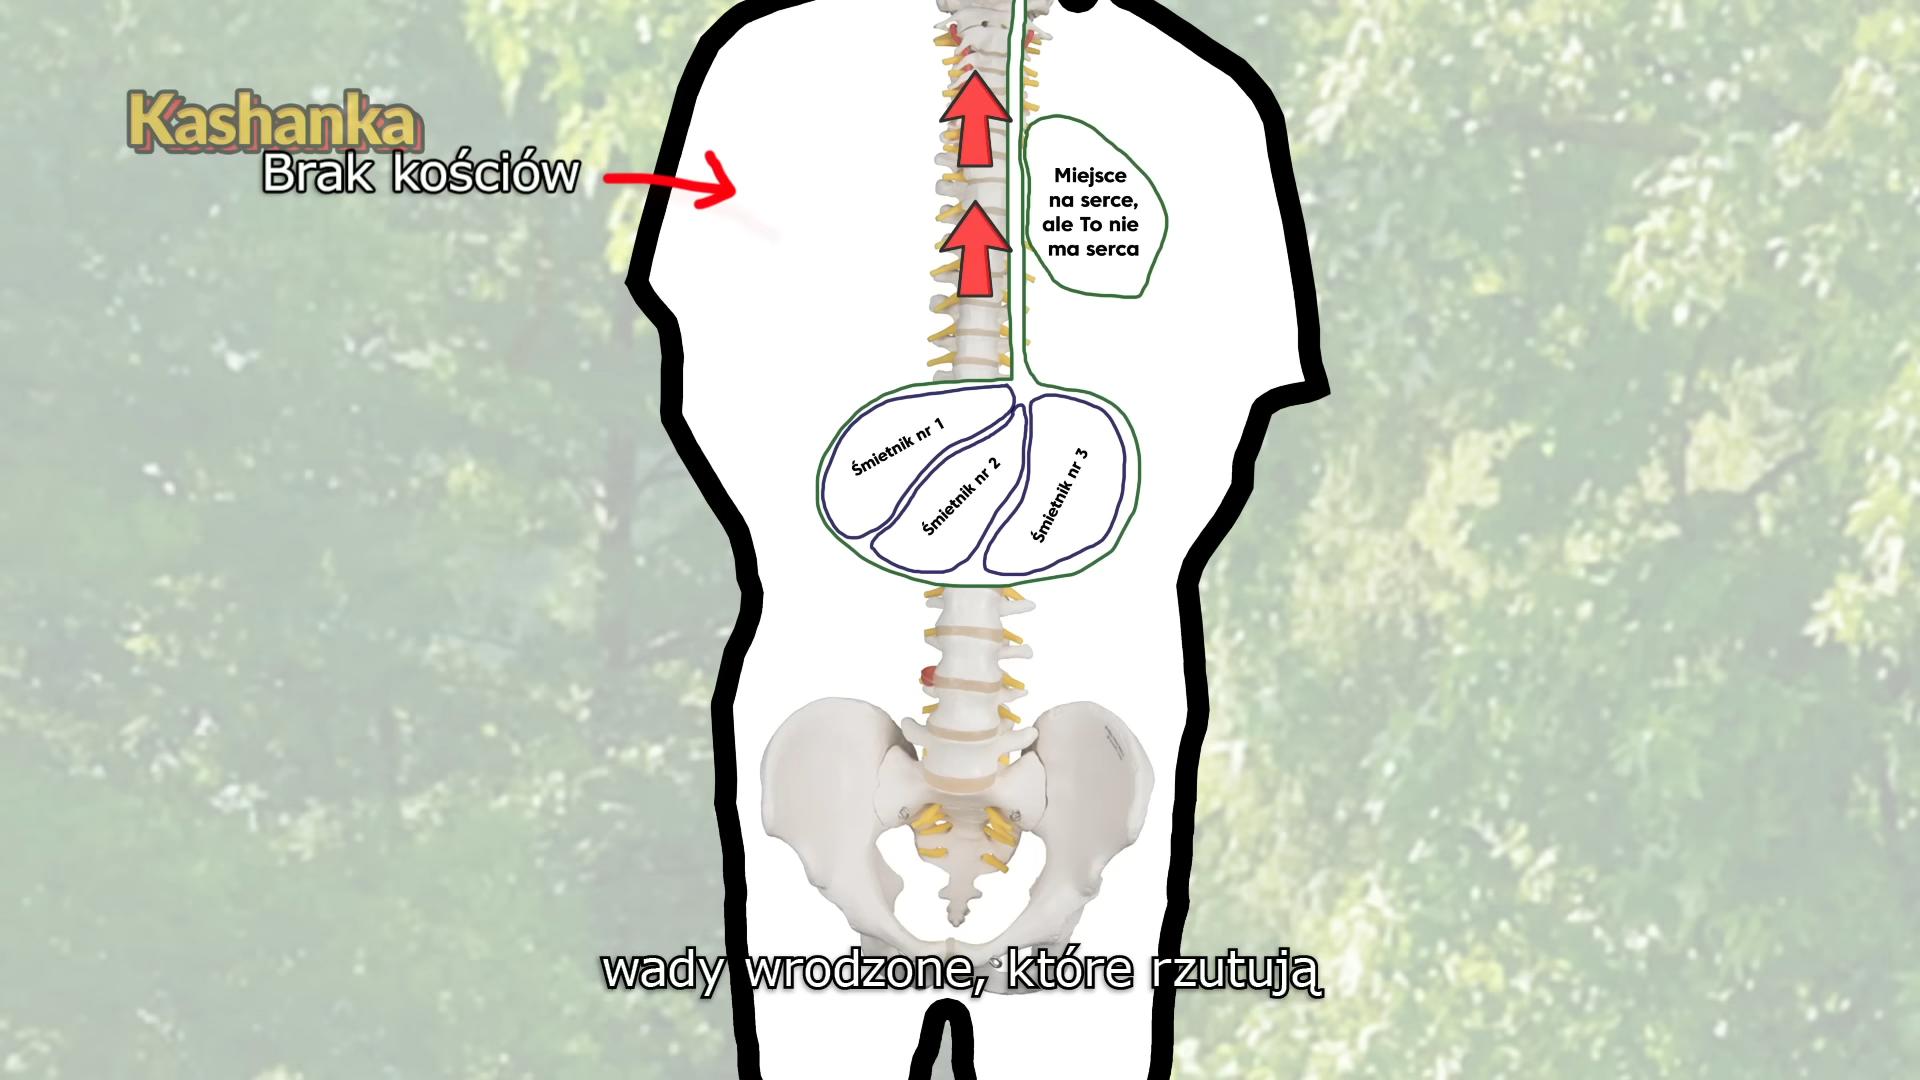 Kashanka
Brak kościów
Miejsce
na serce,
ale To nie
ma serca
Śmietnik nr 1
Śmietnik nr 2
Śmietnik nr 3
wady wrodzone, które rzutują